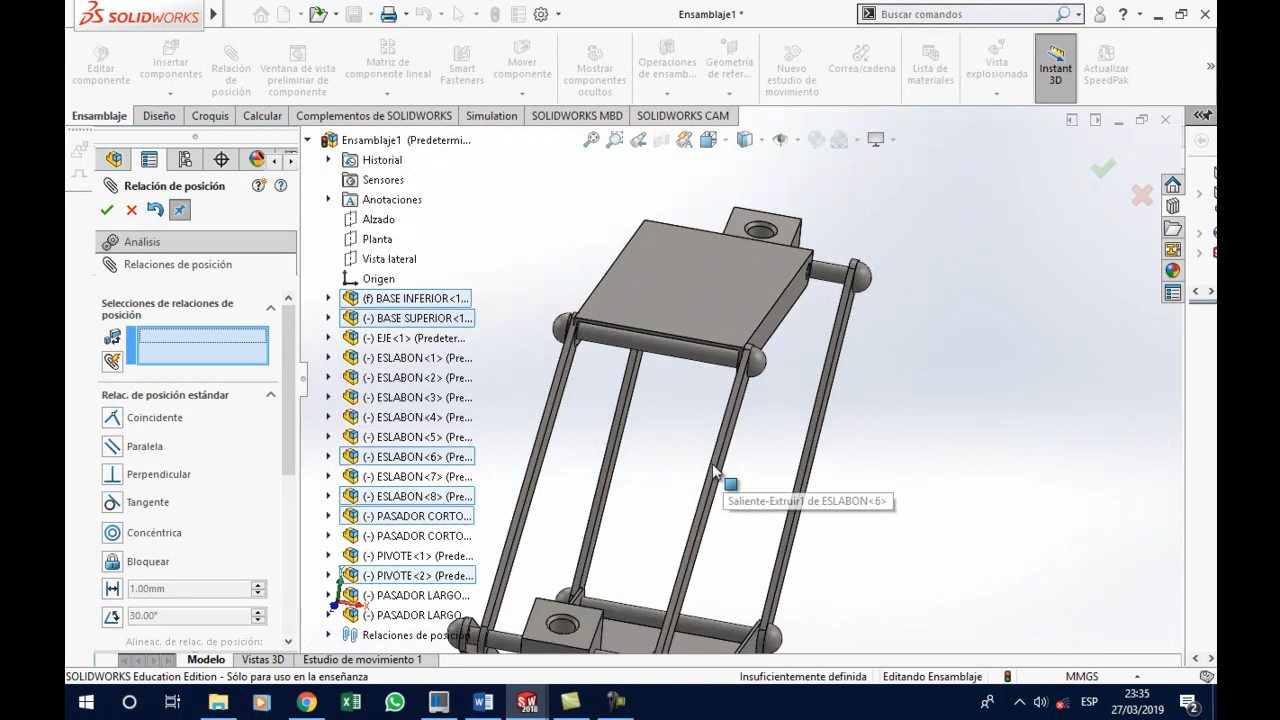 SOLIDWORKS
Ensamblaje1 *
Buscar comandos
Editar componente
Insertar componentes
Relación de posición
Ventana de vista preliminar de componente
Matriz de componente lineal
Smart Fasteners
Mover componente
Mostrar componentes ocultos
Operaciones de ensamb...
Geometría de refer...
Nuevo estudio de movimiento
Correa/cadena
Lista de materiales
Vista explosionada
Instant 3D
Actualizar SpeedPak
Ensamblaje
Diseño
Croquis
Calcular
Complementos de SOLIDWORKS
Simulation
SOLIDWORKS MBD
SOLIDWORKS CAM
Relación de posición
Análisis
Relaciones de posición
Selecciones de relaciones de
posición
Relac. de posición estándar
Coincidente
Paralela
Perpendicular
Tangente
Concéntrica
Bloquear
1.00mm
30.00°
Alineac. de relac. de posición:
Ensamblaje1 (Predetermi...
Historial
Sensores
Anotaciones
Alzado
Planta
Vista lateral
Origen
(f) BASE INFERIOR<1...
(-) BASE SUPERIOR<1...
(-) EJE<1> (Predeter...
(-) ESLABON<1> (Pre...
(-) ESLABON<2> (Pre...
(-) ESLABON<3> (Pre...
(-) ESLABON<4> (Pre...
(-) ESLABON<5> (Pre...
(-) ESLABON<6> (Pre...
(-) ESLABON<7> (Pre...
(-) ESLABON<8> (Pre...
(-) PASADOR CORTO...
(-) PASADOR CORTO...
(-) PIVOTE<1> (Prede...
(-) PIVOTE<2> (Prede...
(-) PASADOR LARGO...
(-) PASADOR LARGO
Relaciones de posición
Saliente-Extruir1 de ESLABON<6>
Modelo
Vistas 3D
Estudio de movimiento 1
SOLIDWORKS Education Edition - Sólo para uso en la enseñanza
Insuficientemente definida
Editando Ensamblaje
MMGS
ESP
23:35
27/03/2019